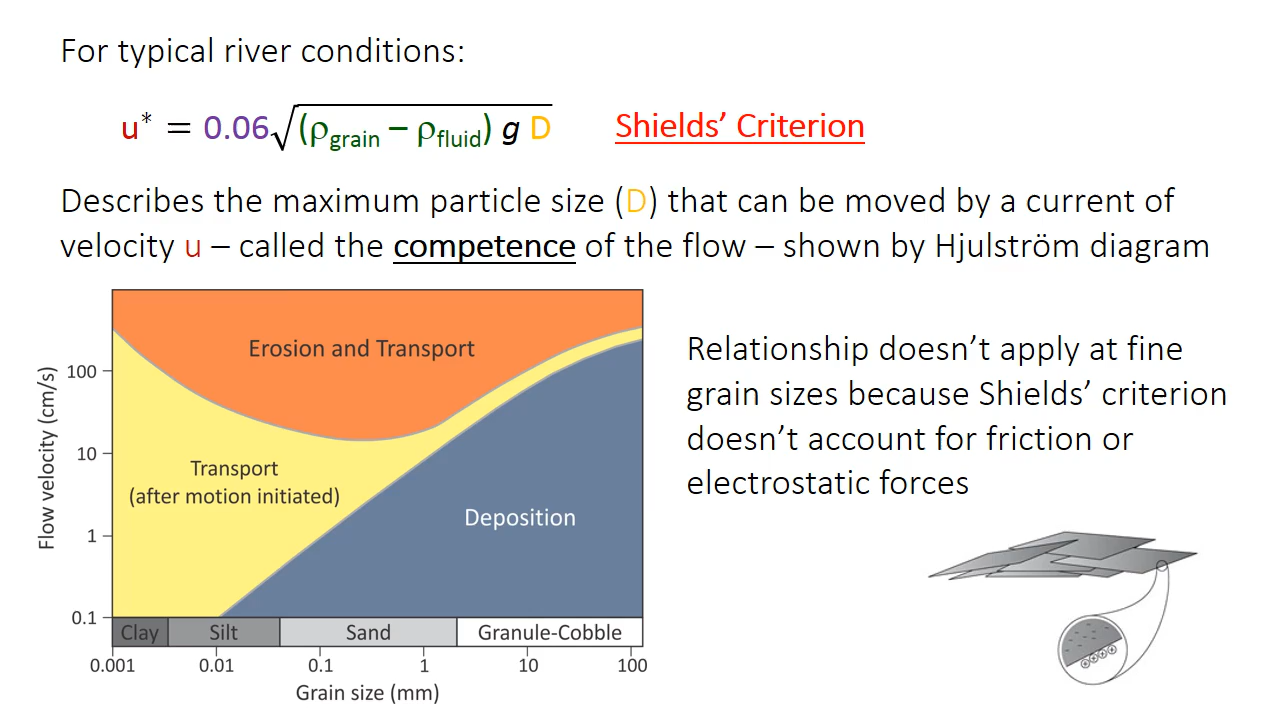 For typical river conditions:
u* = 0.06√(ρgrain – ρfluid) g D
Shields’ Criterion
Describes the maximum particle size (D) that can be moved by a current of
velocity u – called the competence of the flow – shown by Hjulström diagram
Erosion and Transport
Transport
(after motion initiated)
Deposition
Flow velocity (cm/s)
100
10
1
0.1
Clay Silt Sand Granule-Cobble
0.001 0.01 0.1 1 10 100
Grain size (mm)
Relationship doesn’t apply at fine
grain sizes because Shields’ criterion
doesn’t account for friction or
electrostatic forces